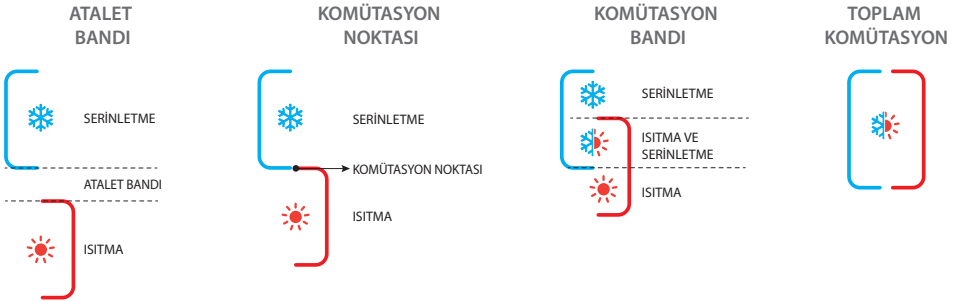 ATALET
BANDI
SERİNLETME
ATALET BANDI
ISITMA
KOMÜTASYON
NOKTASI
SERİNLETME
KOMÜTASYON NOKTASI
ISITMA
KOMÜTASYON
BANDI
SERİNLETME
ISITMA VE
SERİNLETME
ISITMA
TOPLAM
KOMÜTASYON